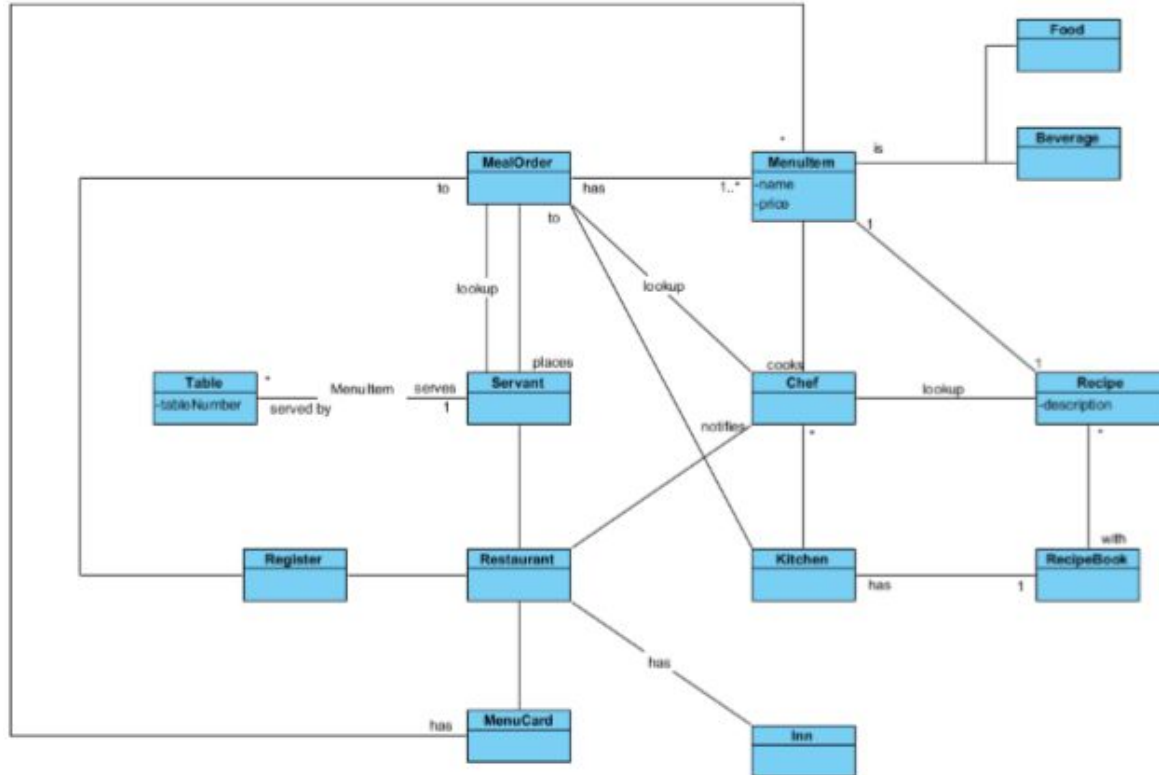 Food
*
is
Beverage
MealOrder
MenuItem
to
has
1..*
-name
-price
to
1
lookup
lookup
places
cooks
1
Table
*
MenuItem
serves
Servant
Chef
lookup
Recipe
-tableNumber
served by
1
-description
notifies
*
*
with
Register
Restaurant
Kitchen
RecipeBook
has
1
has
has
MenuCard
Inn